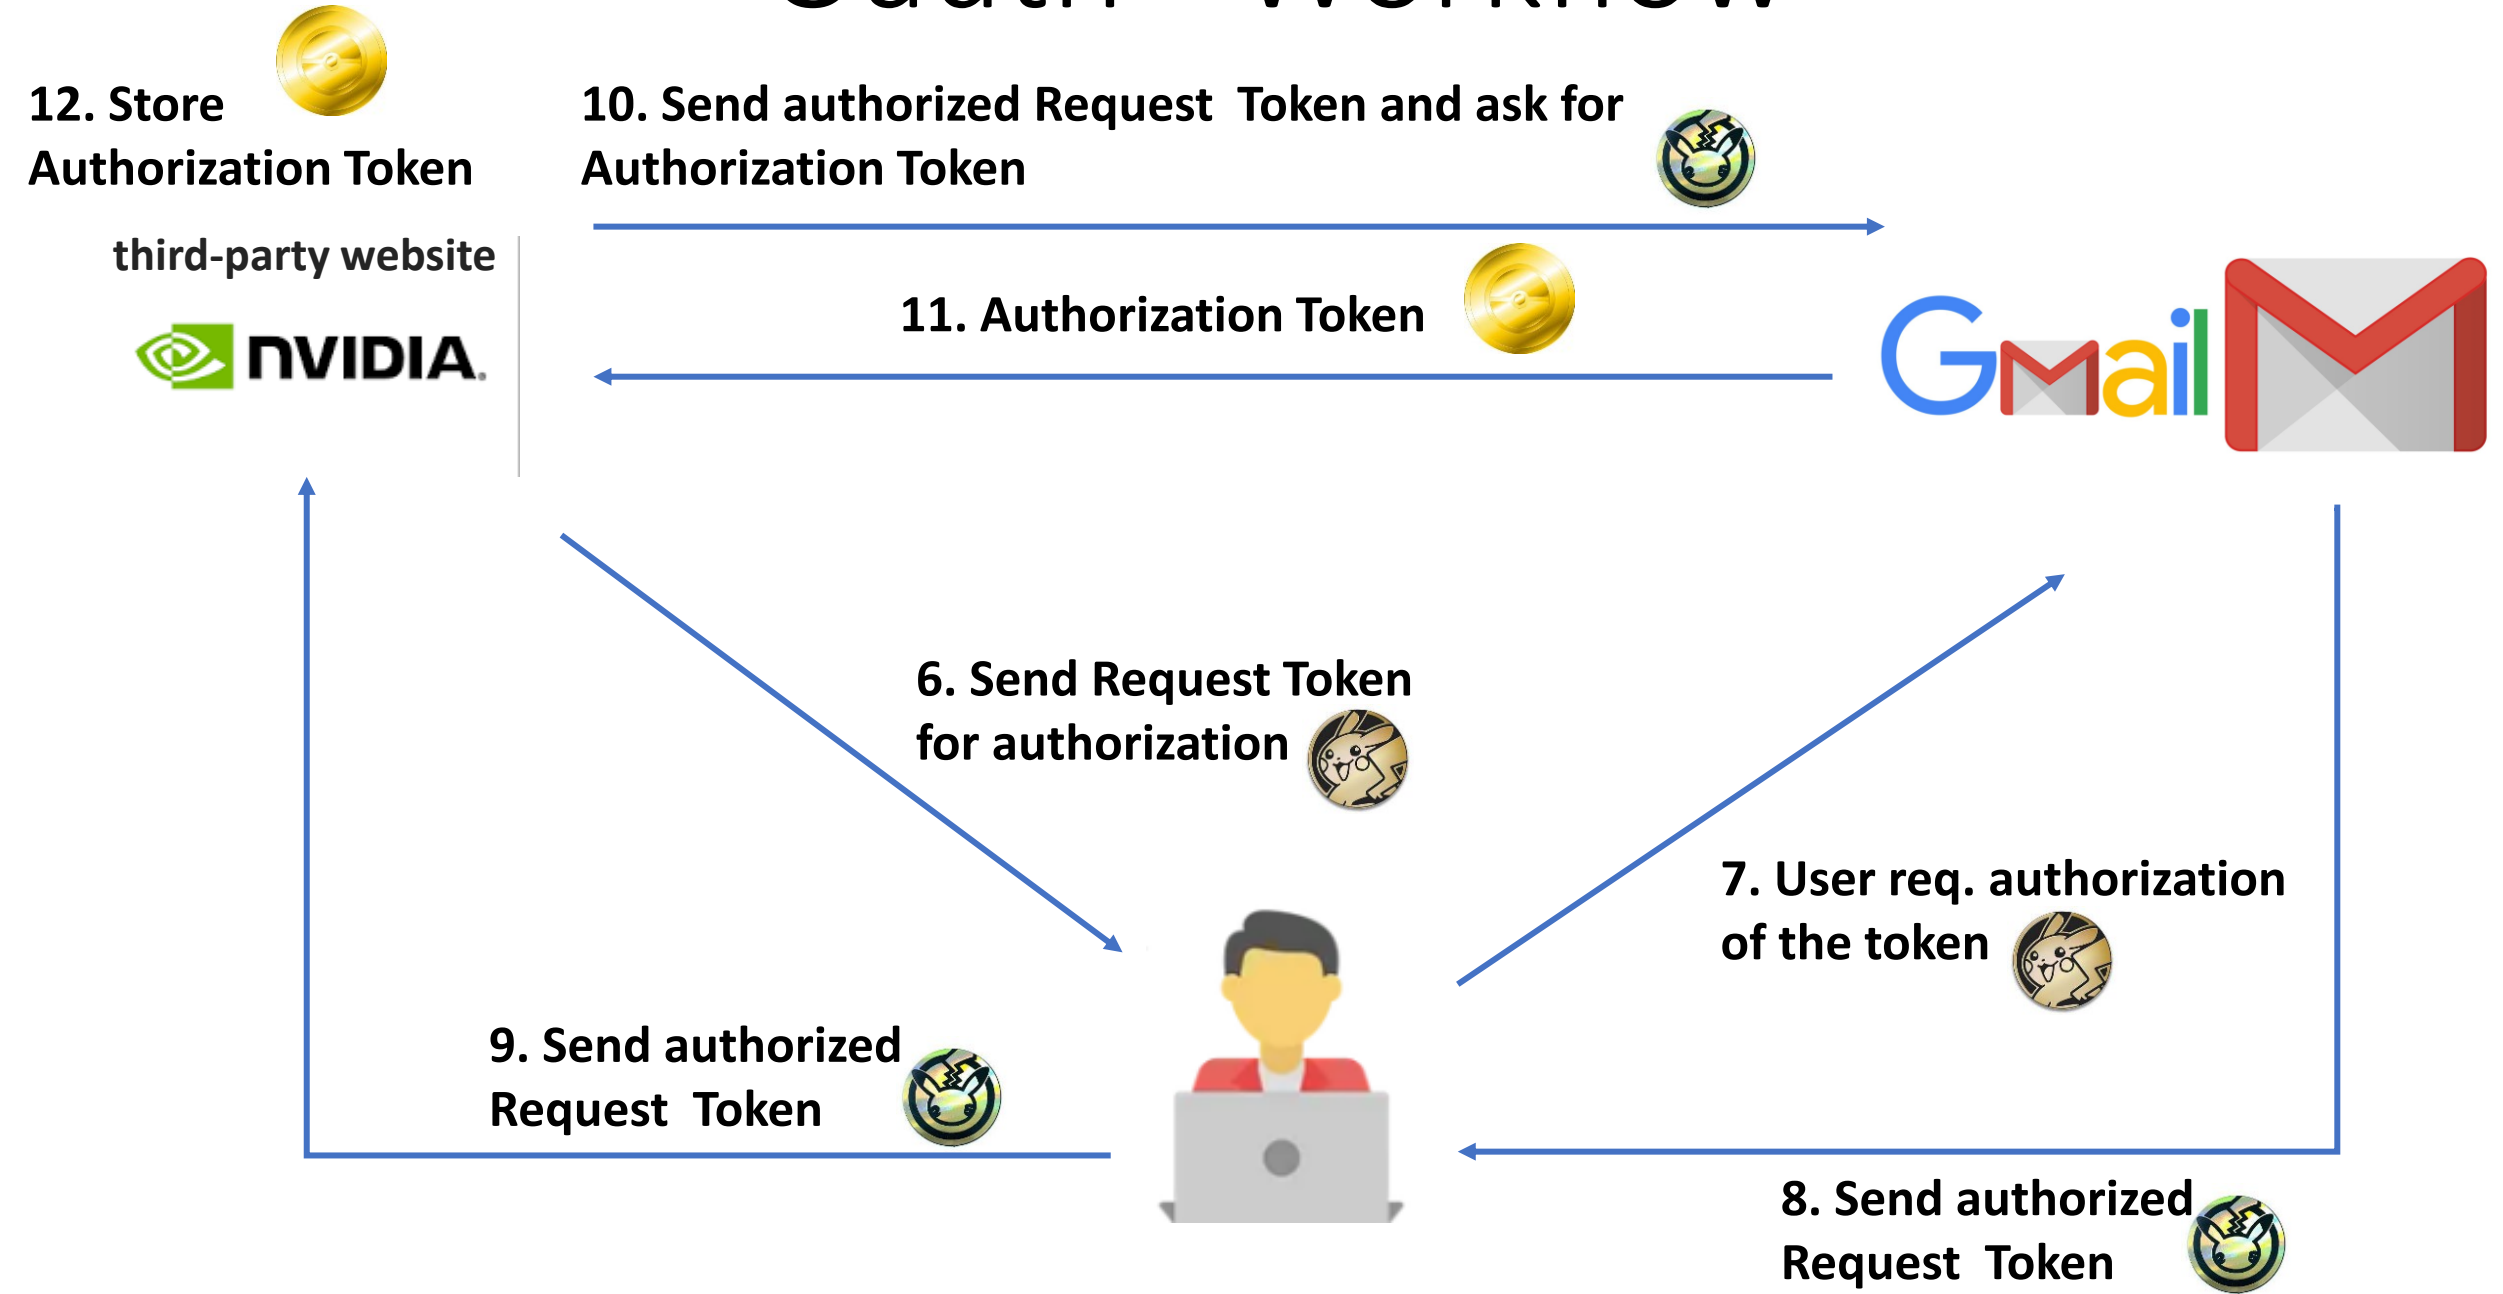 12. Store
Authorization Token
10. Send authorized Request Token and ask for
Authorization Token
third-party website
nVIDIA.
11. Authorization Token
Gmail
6. Send Request Token
for authorization
7. User req. authorization
of the token
9. Send authorized
Request Token
8. Send authorized
Request Token